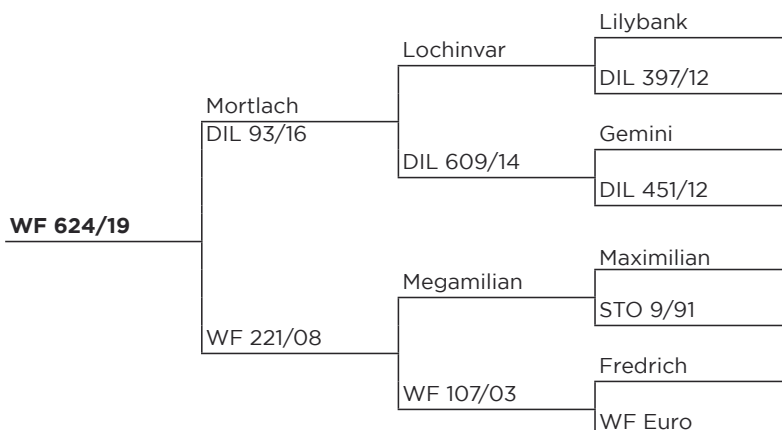 Lilybank
Lochinvar
DIL 397/12
Mortlach
DIL 93/16
Gemini
DIL 609/14
DIL 451/12
WF 624/19
Maximilian
Megamilian
STO 9/91
WF 221/08
Fredrich
WF 107/03
WF Euro